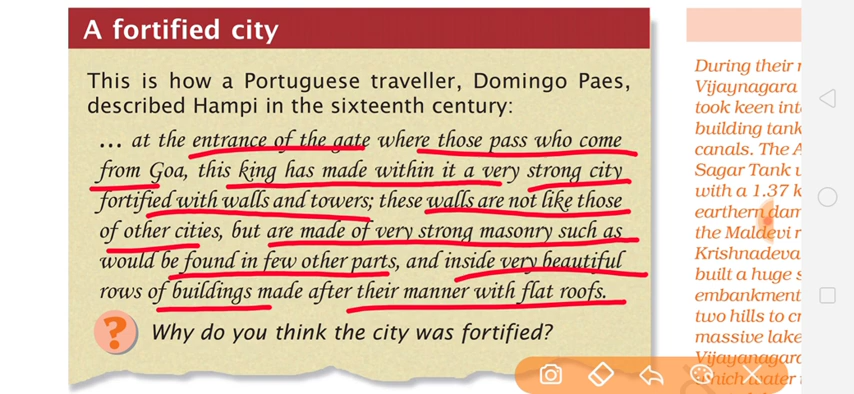 A fortified city
This is how a Portuguese traveller, Domingo Paes,
described Hampi in the sixteenth century:
... at the entrance of the gate where those pass who come
from Goa, this king has made within it a very strong city
fortified with walls and towers; these walls are not like those
of other cities, but are made of very strong masonry such as
would be found in few other parts, and inside very beautiful
rows of buildings made after their manner with flat roofs.
? Why do you think the city was fortified?
During their
Vijaynagara
took keen
building tank
canals. The
Sagar Tank
with a 1.37
earthern dam
the Maldevi
Krishnadeva
built a huge
embankment
two hills to
massive lake
Vijayanagara
which water